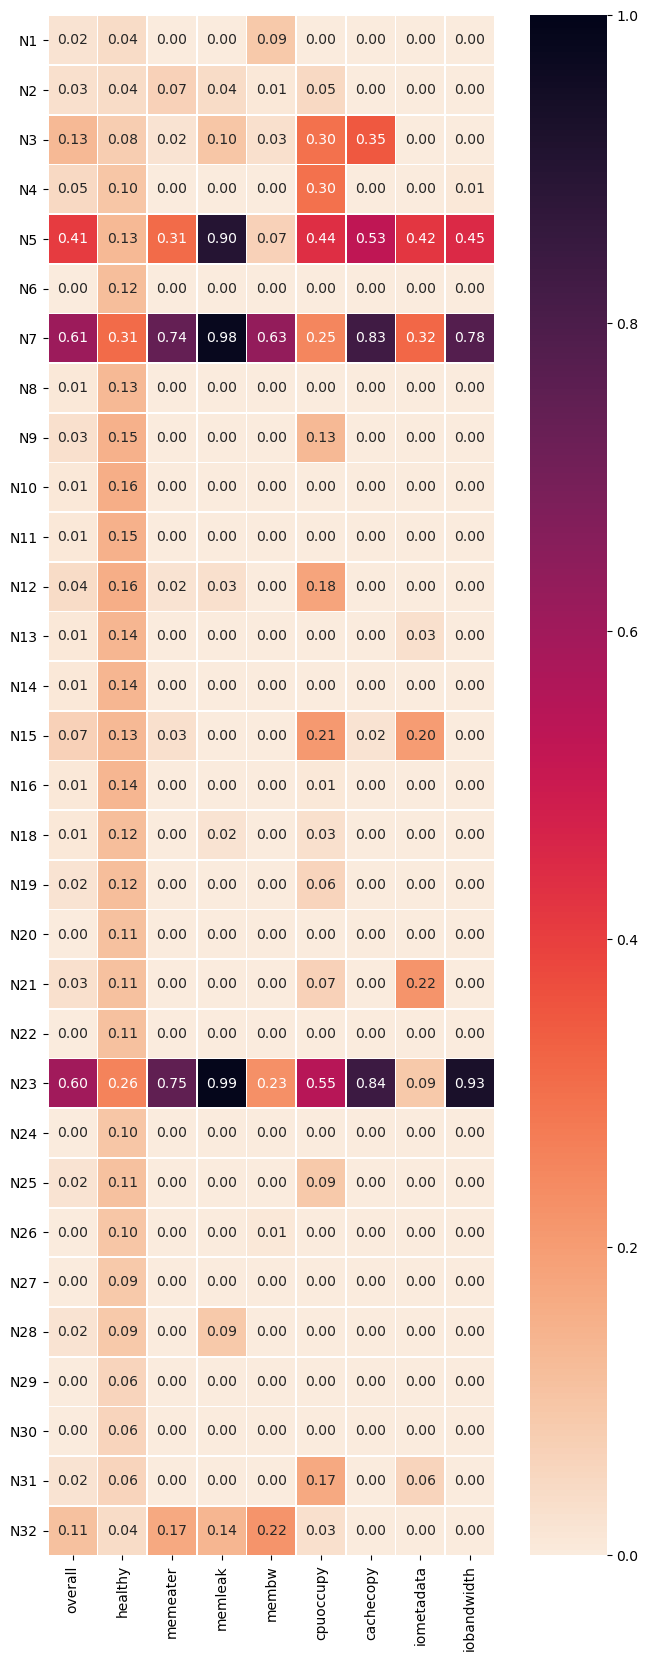 N1 0.02 0.04 0.00 0.00 0.09 0.00 0.00 0.00 0.00
N2 0.03 0.04 0.07 0.04 0.01 0.05 0.00 0.00 0.00
N3 0.13 0.08 0.02 0.10 0.03 0.30 0.35 0.00 0.00
N4 0.05 0.10 0.00 0.00 0.00 0.30 0.00 0.00 0.01
N5 0.41 0.13 0.31 0.90 0.07 0.44 0.53 0.42 0.45
N6 0.00 0.12 0.00 0.00 0.00 0.00 0.00 0.00 0.00
N7 0.61 0.31 0.74 0.98 0.63 0.25 0.83 0.32 0.78
N8 0.01 0.13 0.00 0.00 0.00 0.00 0.00 0.00 0.00
N9 0.03 0.15 0.00 0.00 0.00 0.13 0.00 0.00 0.00
N10 0.01 0.16 0.00 0.00 0.00 0.00 0.00 0.00 0.00
N11 0.01 0.15 0.00 0.00 0.00 0.00 0.00 0.00 0.00
N12 0.04 0.16 0.02 0.03 0.00 0.18 0.00 0.00 0.00
N13 0.01 0.14 0.00 0.00 0.00 0.00 0.00 0.03 0.00
N14 0.01 0.14 0.00 0.00 0.00 0.00 0.00 0.00 0.00
N15 0.07 0.13 0.03 0.00 0.00 0.21 0.02 0.20 0.00
N16 0.01 0.14 0.00 0.00 0.00 0.01 0.00 0.00 0.00
N18 0.01 0.12 0.00 0.02 0.00 0.03 0.00 0.00 0.00
N19 0.02 0.12 0.00 0.00 0.00 0.06 0.00 0.00 0.00
N20 0.00 0.11 0.00 0.00 0.00 0.00 0.00 0.00 0.00
N21 0.03 0.11 0.00 0.00 0.00 0.07 0.00 0.22 0.00
N22 0.00 0.11 0.00 0.00 0.00 0.00 0.00 0.00 0.00
N23 0.60 0.26 0.75 0.99 0.23 0.55 0.84 0.09 0.93
N24 0.00 0.10 0.00 0.00 0.00 0.00 0.00 0.00 0.00
N25 0.02 0.11 0.00 0.00 0.00 0.09 0.00 0.00 0.00
N26 0.00 0.10 0.00 0.00 0.01 0.00 0.00 0.00 0.00
N27 0.00 0.09 0.00 0.00 0.00 0.00 0.00 0.00 0.00
N28 0.02 0.09 0.00 0.09 0.00 0.00 0.00 0.00 0.00
N29 0.00 0.06 0.00 0.00 0.00 0.00 0.00 0.00 0.00
N30 0.00 0.06 0.00 0.00 0.00 0.00 0.00 0.00 0.00
N31 0.02 0.06 0.00 0.00 0.00 0.17 0.00 0.06 0.00
N32 0.11 0.04 0.17 0.14 0.22 0.03 0.00 0.00 0.00
overall
healthy
memeater
memleak
membw
cpuoccupy
cachecopy
iometadata
iobandwidth
1.0
0.8
0.6
0.4
0.2
0.0